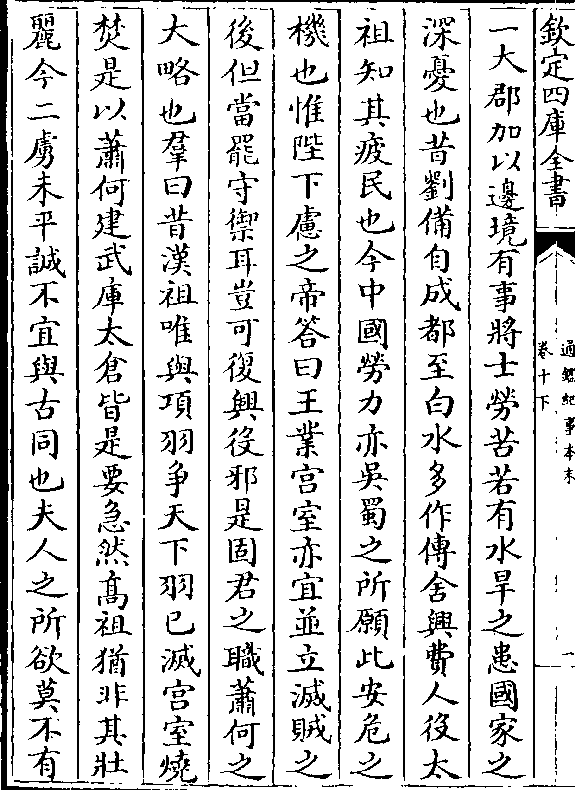 欽定四庫全書
通鑑紀事本末
卷十下
一大郡加以邊境有事將士勞苦若有水旱之患國家之
深憂也昔劉備自成都至白水多作傳舍興費人役太
祖知其疲民也今中國勞力亦吳蜀之所願此安危之
機也惟陛下慮之帝答曰王業宫室亦宜並立滅賊之
後但當罷守禦耳豈可復興役邪是固君之職蕭何之
大略也羣曰昔漢祖唯與項羽爭天下羽已滅宫室燒
焚是以蕭何建武庫太倉皆是要急然髙祖猶非其壯
麗今二虜未平誠不宜與古同也夫人之所欲莫不有